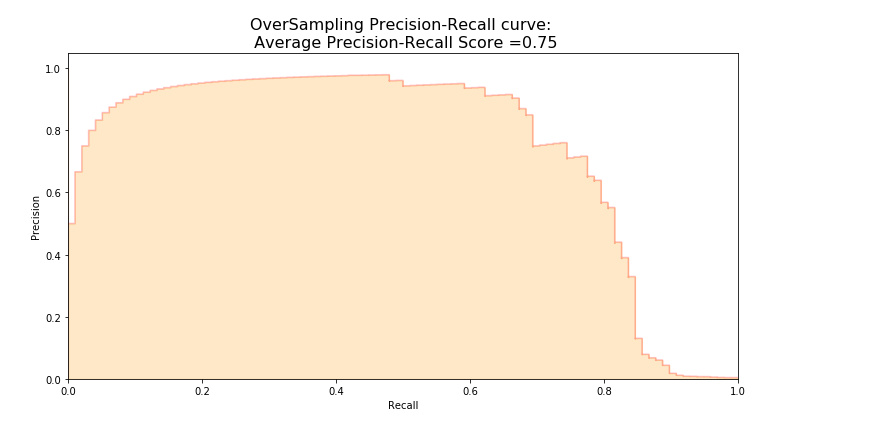 OverSampling Precision-Recall curve:
Average Precision-Recall Score =0.75
1.0
0.8
0.6
0.4
0.2
0.0
Precision
0.0 0.2 0.4 0.6 0.8 1.0
Recall